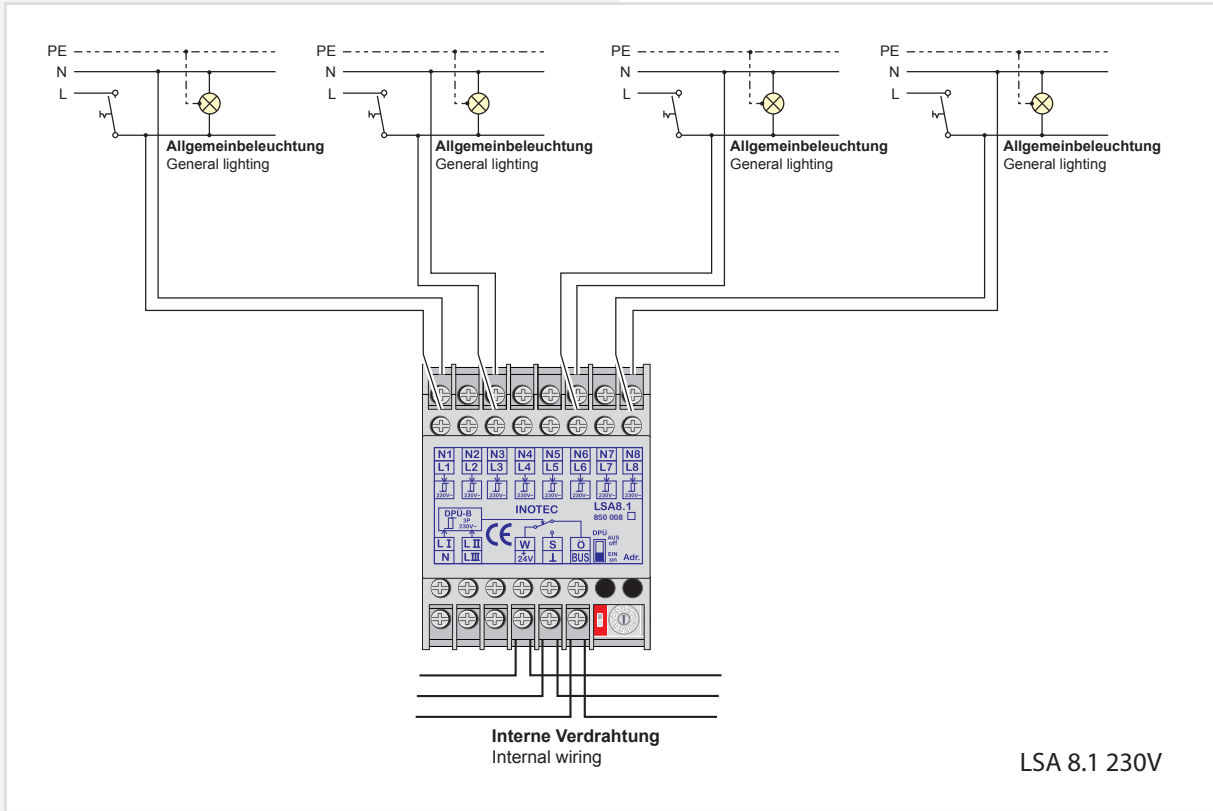 PE PE PE PE
N N N N
L L L L
Allgemeinbeleuchtung
General lighting
Allgemeinbeleuchtung
General lighting
Allgemeinbeleuchtung
General lighting
Allgemeinbeleuchtung
General lighting
N1 N2 N3 N4 N5 N6 N7 N8
L1 L2 L3 L4 L5 L6 L7 L8
230V~ 230V~ 230V~ 230V~ 230V~ 230V~ 230V~ 230V~
DPÜ-B
3P
230V~
INOTEC
LSA8.1
850 008
CE
DPÜ
AUS
off
EIN
on
Adr.
L I L II
N L III
W S Ö
+
24V ⊥ BUS
Interne Verdrahtung
Internal wiring
LSA 8.1 230V